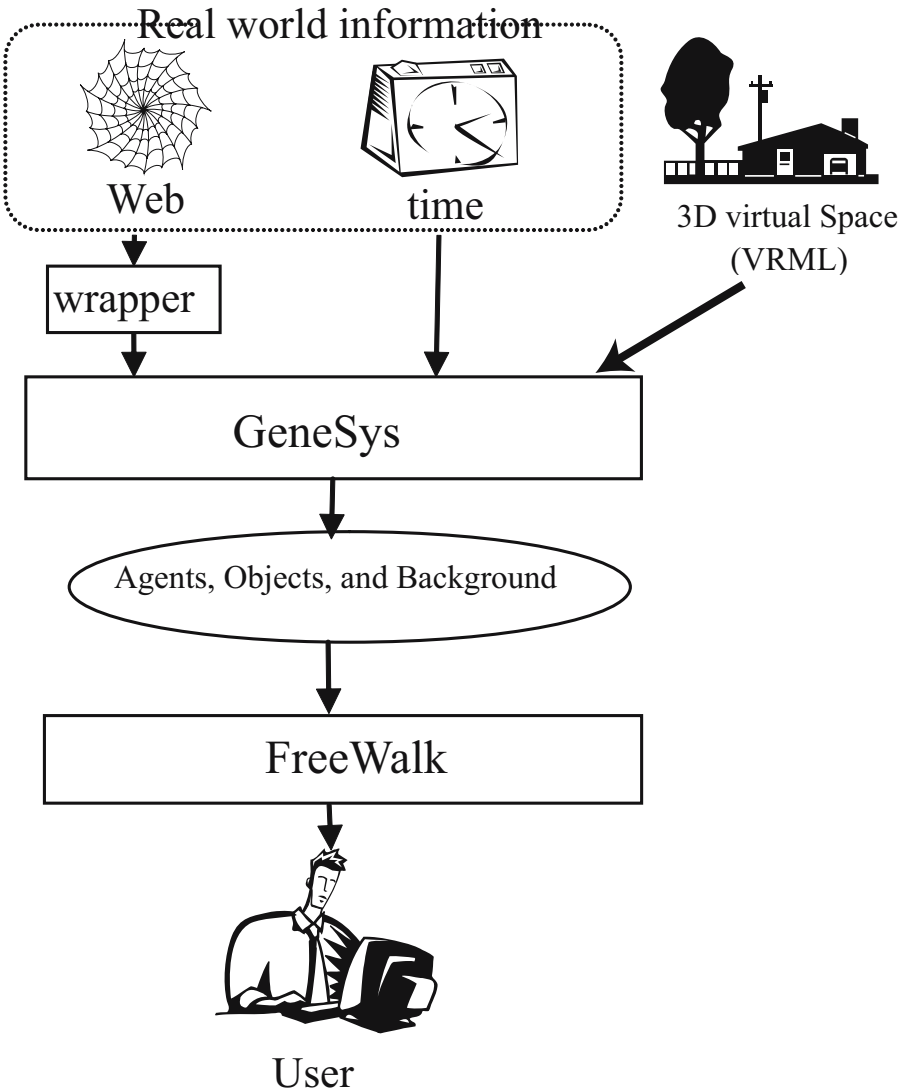 Real world information
Web
time
3D virtual Space
(VRML)
wrapper
GeneSys
Agents, Objects, and Background
FreeWalk
User